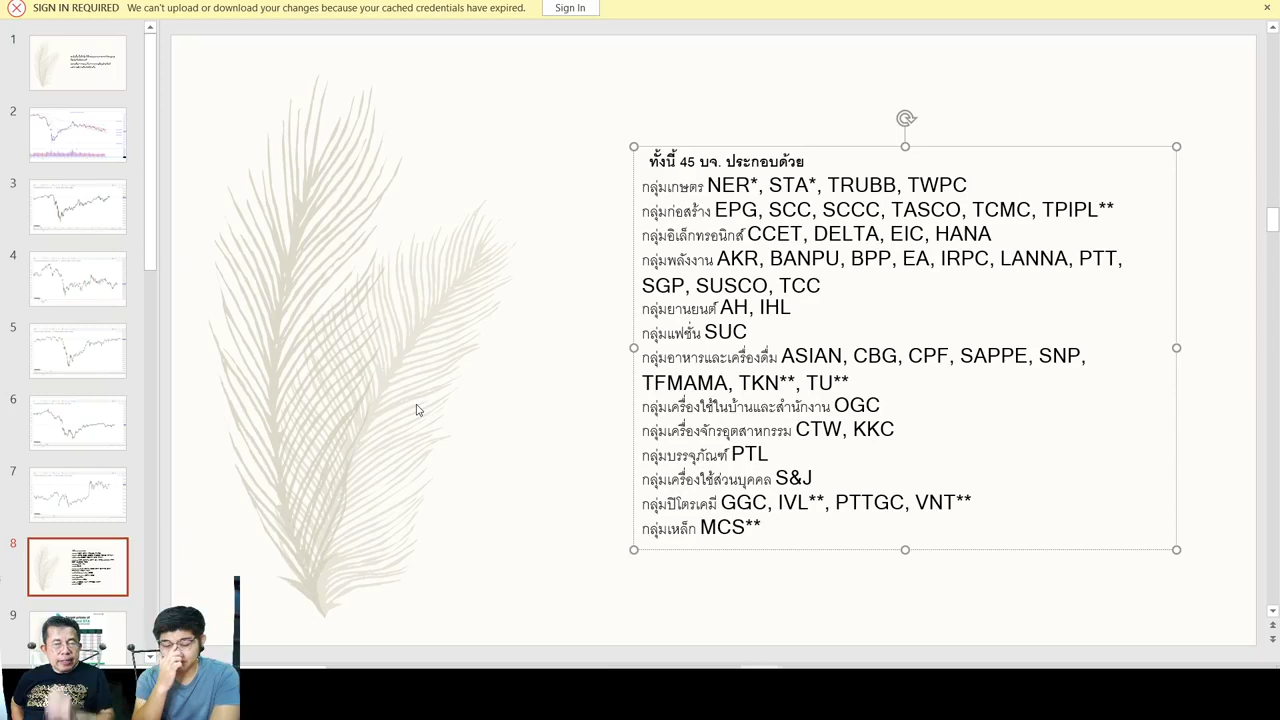 SIGN IN REQUIRED We can't upload or download your changes because your cached credentials have expired. Sign In
1
2
3
4
5
6
7
8
9
ทั้งนี้ 45 บจ. ประกอบด้วย
กลุ่มเกษตร NER*, STA*, TRUBB, TWPC
กลุ่มก่อสร้าง EPG, SCC, SCCC, TASCO, TCMC, TPIPL**
กลุ่มอิเล็กทรอนิกส์ CCET, DELTA, EIC, HANA
กลุ่มพลังงาน AKR, BANPU, BPP, EA, IRPC, LANNA, PTT,
SGP, SUSCO, TCC
กลุ่มยานยนต์ AH, IHL
กลุ่มแฟชั่น SUC
กลุ่มอาหารและเครื่องดื่ม ASIAN, CBG, CPF, SAPPE, SNP,
TFMAMA, TKN**, TU**
กลุ่มเครื่องใช้ในบ้านและสำนักงาน OGC
กลุ่มเครื่องจักรอุตสาหกรรม CTW, KKC
กลุ่มบรรจุภัณฑ์ PTL
กลุ่มเครื่องใช้ส่วนบุคคล S&J
กลุ่มปิโตรเคมี GGC, IVL**, PTTGC, VNT**
กลุ่มเหล็ก MCS**